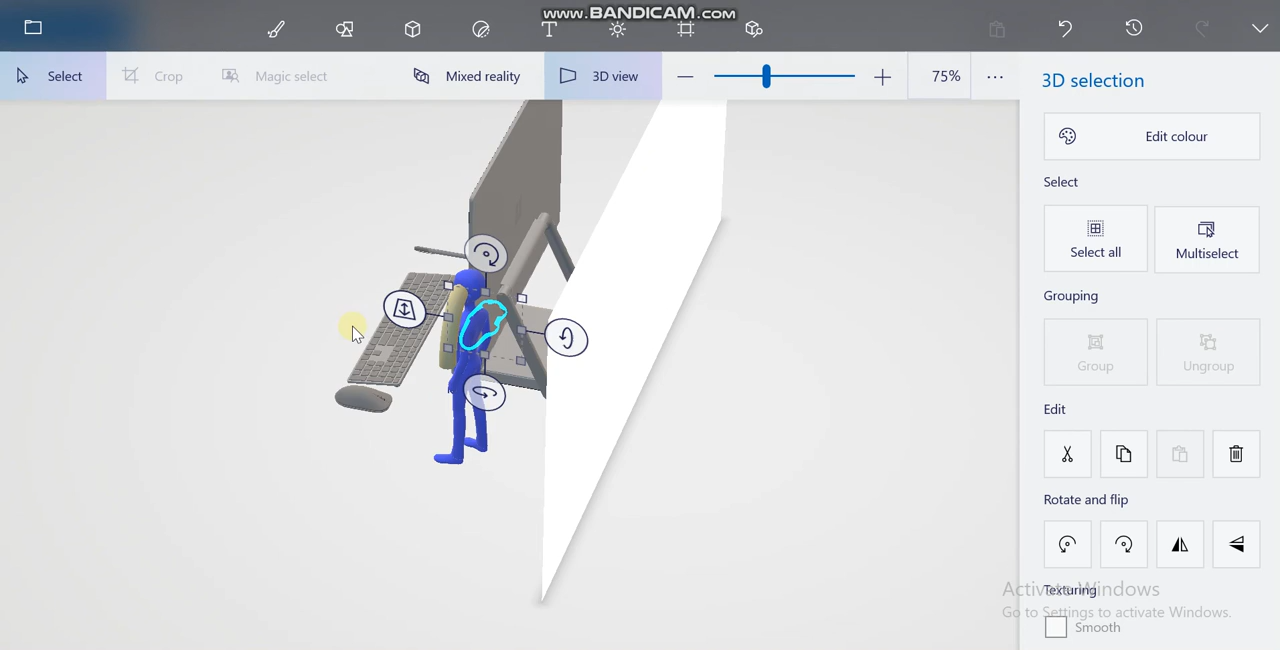 www.BANDICAM.com
Select
Crop
Magic select
Mixed reality
3D view
75%
3D selection
Edit colour
Select
Select all
Multiselect
Grouping
Group
Ungroup
Edit
Rotate and flip
Texturing
Activate Windows
Go to Settings to activate Windows.
Smooth